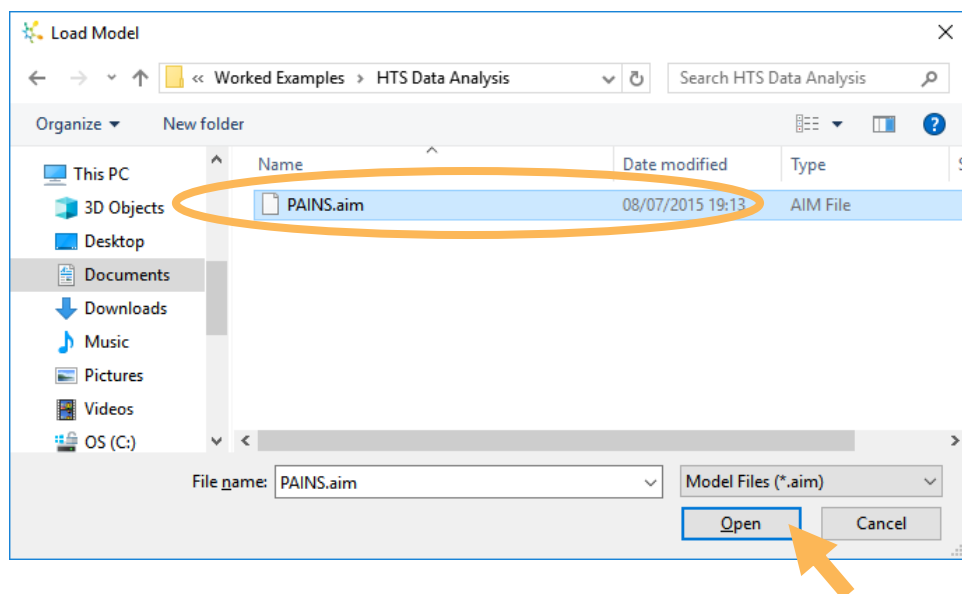 Load Model
« Worked Examples > HTS Data Analysis
Search HTS Data Analysis
Organize
New folder
?
Name
Date modified
Type
This PC
3D Objects
Desktop
Documents
Downloads
Music
Pictures
Videos
OS (C:)
PAINS.aim 08/07/2015 19:13 AIM File
File name: PAINS.aim
Model Files (*.aim)
Open
Cancel